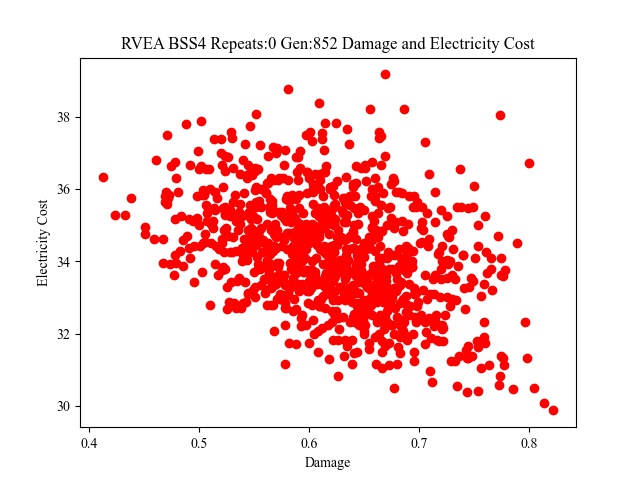 RVEA BSS4 Repeats:0 Gen:852 Damage and Electricity Cost
38
36
34
32
30
Electricity Cost
0.4 0.5 0.6 0.7 0.8
Damage